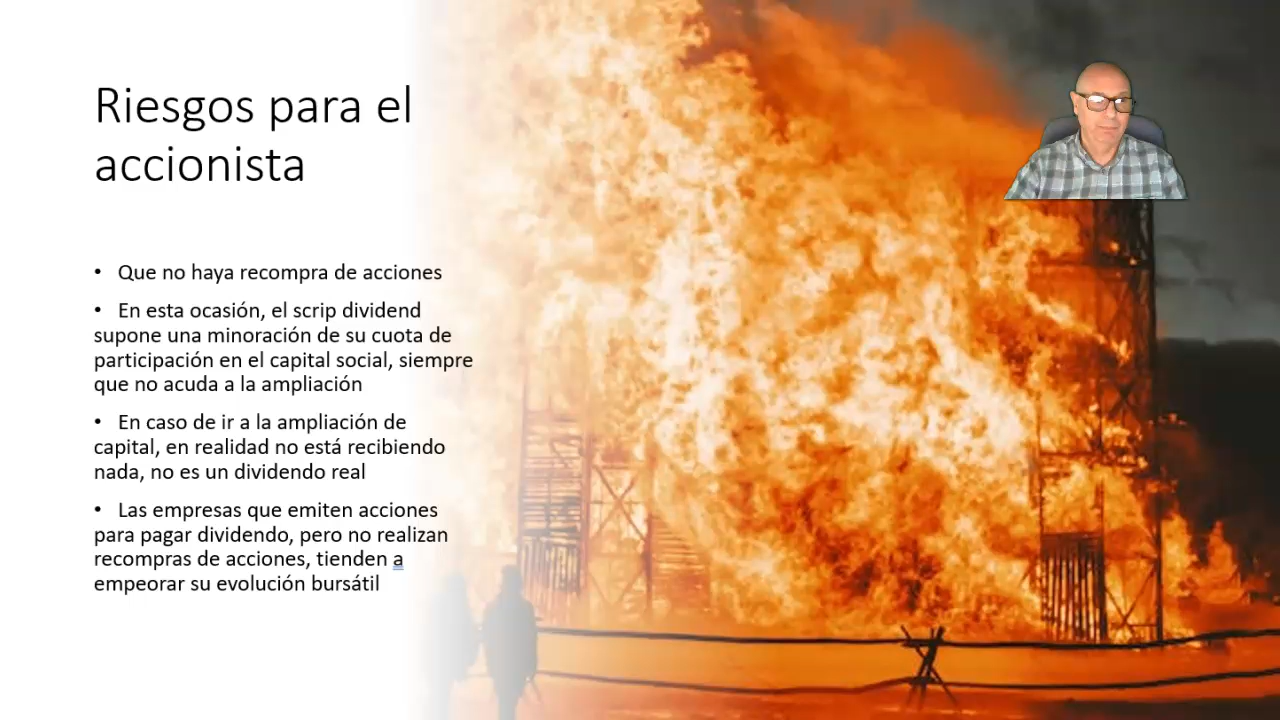 Riesgos para el
accionista
• Que no haya recompra de acciones
• En esta ocasión, el scrip dividend
supone una minoración de su cuota de
participación en el capital social, siempre
que no acuda a la ampliación
• En caso de ir a la ampliación de
capital, en realidad no está recibiendo
nada, no es un dividendo real
• Las empresas que emiten acciones
para pagar dividendo, pero no realizan
recompras de acciones, tienden a
empeorar su evolución bursátil